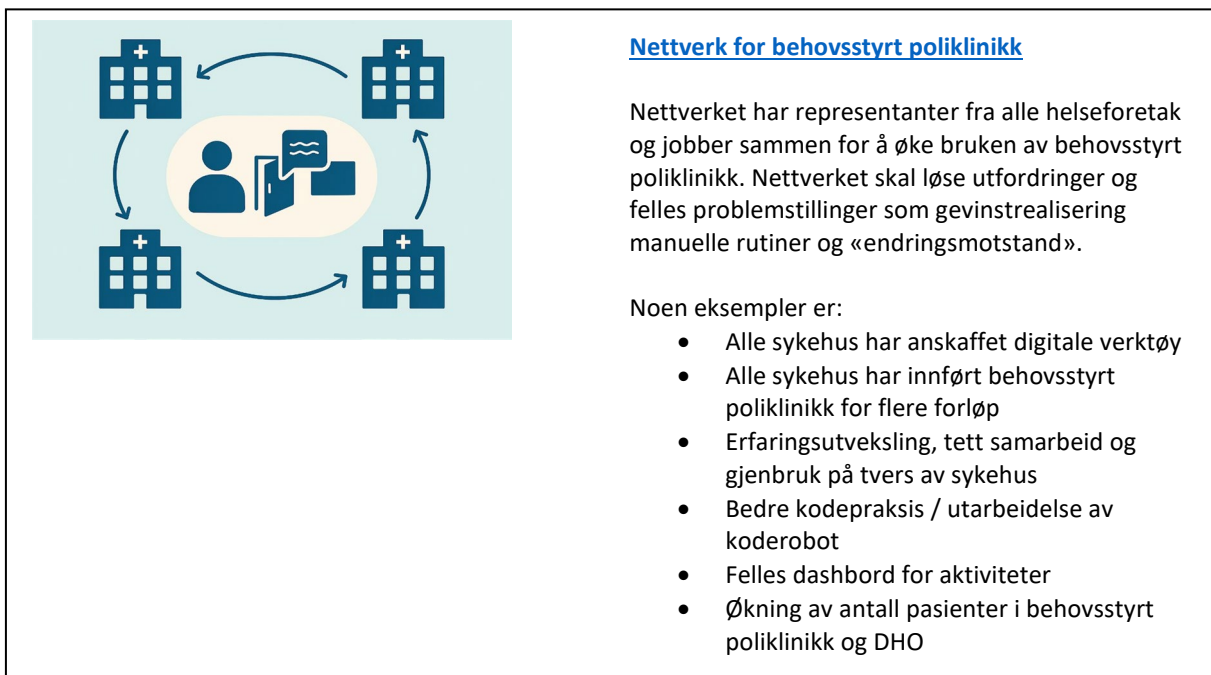 Nettverk for behovsstyrt poliklinikk
Nettverket har representanter fra alle helseforetak
og jobber sammen for å øke bruken av behovsstyrt
poliklinikk. Nettverket skal løse utfordringer og
felles problemstillinger som gevinstrealisering
manuelle rutiner og «endringsmotstand».
Noen eksempler er:
• Alle sykehus har anskaffet digitale verktøy
• Alle sykehus har innført behovsstyrt
poliklinikk for flere forløp
• Erfaringsutveksling, tett samarbeid og
gjenbruk på tvers av sykehus
• Bedre kodepraksis / utarbeidelse av
koderobot
• Felles dashbord for aktiviteter
• Økning av antall pasienter i behovsstyrt
poliklinikk og DHO